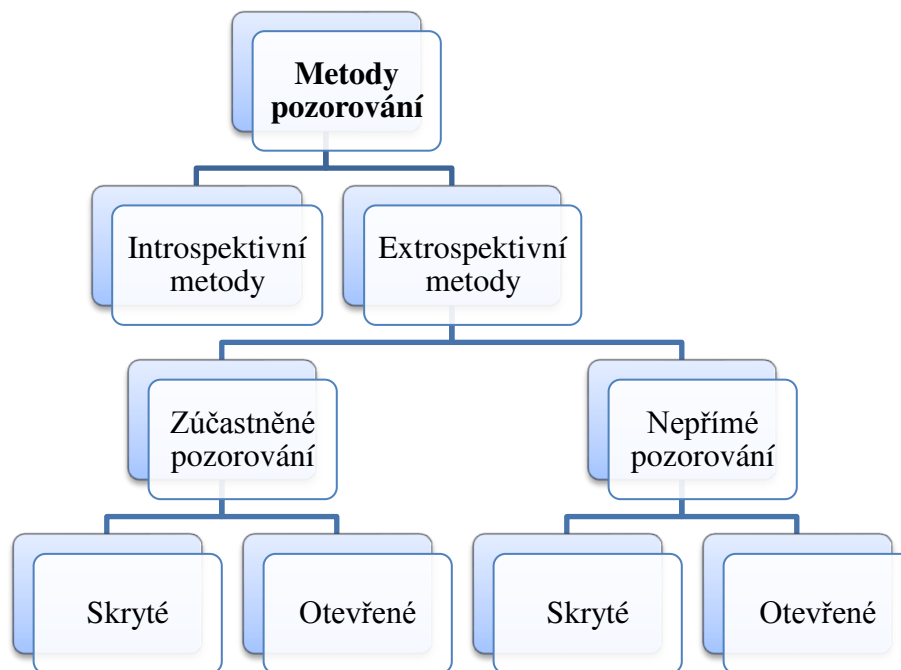 Metody
pozorování
Introspektivní
metody
Extrospektivní
metody
Zúčastněné
pozorování
Nepřímé
pozorování
Skryté
Otevřené
Skryté
Otevřené